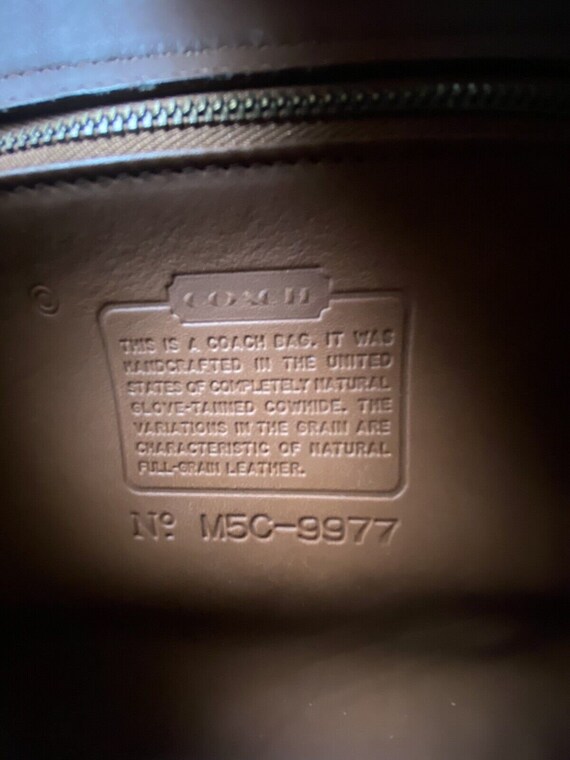 ©
COACH
THIS IS A COACH BAG. IT WAS
HANDCRAFTED IN THE UNITED
STATES OF COMPLETELY NATURAL
GLOVE-TANNED COWHIDE. THE
VARIATIONS IN THE GRAIN ARE
CHARACTERISTIC OF NATURAL
FULL-GRAIN LEATHER.
Nº M5C-9977